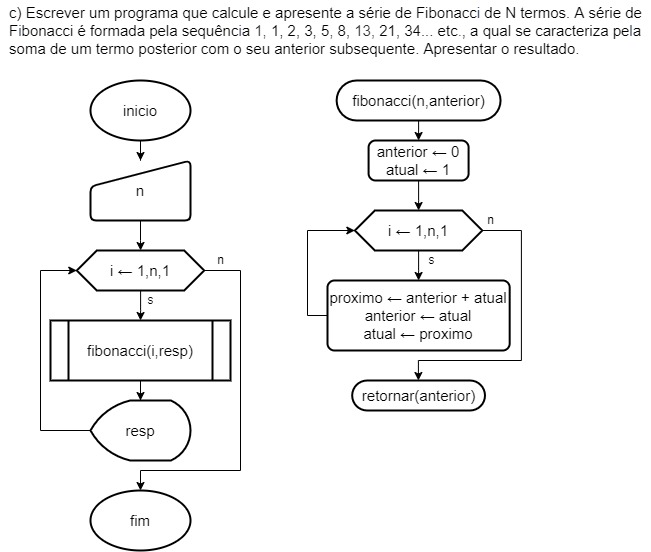 c) Escrever um programa que calcule e apresente a série de Fibonacci de N termos. A série de
Fibonacci é formada pela sequência 1, 1, 2, 3, 5, 8, 13, 21, 34... etc., a qual se caracteriza pela
soma de um termo posterior com o seu anterior subsequente. Apresentar o resultado.
inicio
n
i ← 1,n,1
n
s
fibonacci(i,resp)
resp
fim
fibonacci(n,anterior)
anterior ← 0
atual ← 1
i ← 1,n,1
n
s
proximo ← anterior + atual
anterior ← atual
atual ← proximo
retornar(anterior)